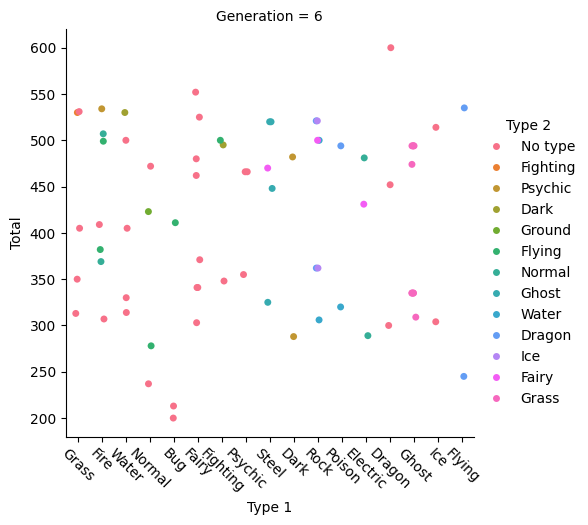 Generation = 6
600
550
500
450
400
350
300
250
200
Total
Grass
Fire
Water
Normal
Bug
Fairy
Fighting
Psychic
Steel
Dark
Rock
Poison
Electric
Dragon
Ghost
Ice
Flying
Type 1
Type 2
No type
Fighting
Psychic
Dark
Ground
Flying
Normal
Ghost
Water
Dragon
Ice
Fairy
Grass